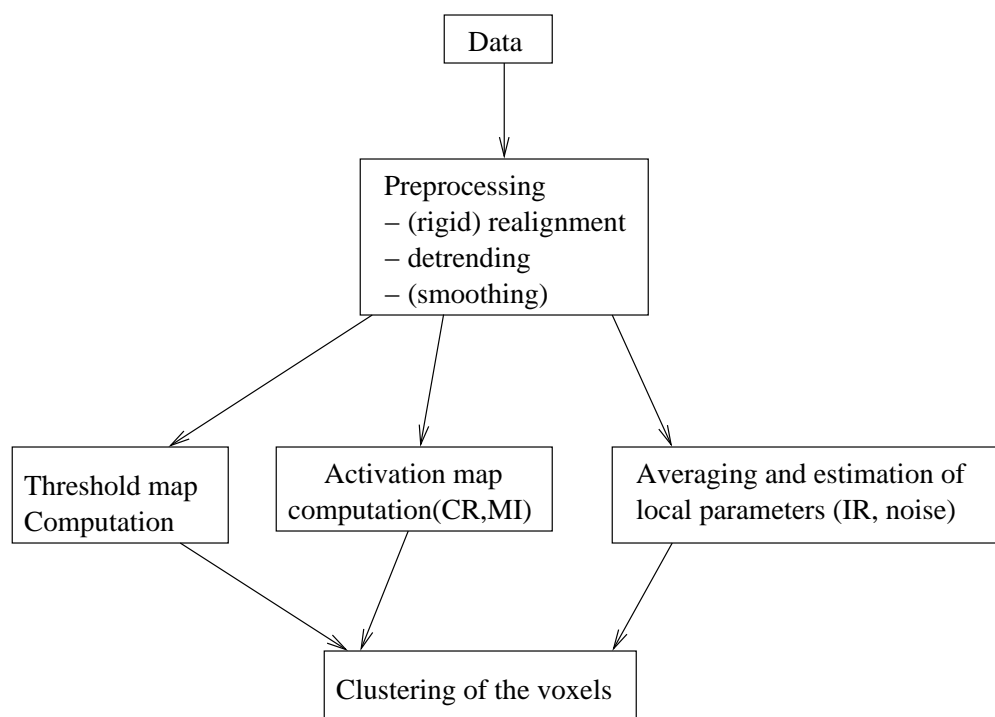 Data
Preprocessing
– (rigid) realignment
– detrending
– (smoothing)
Threshold map
Computation
Activation map
computation(CR,MI)
Averaging and estimation of
local parameters (IR, noise)
Clustering of the voxels